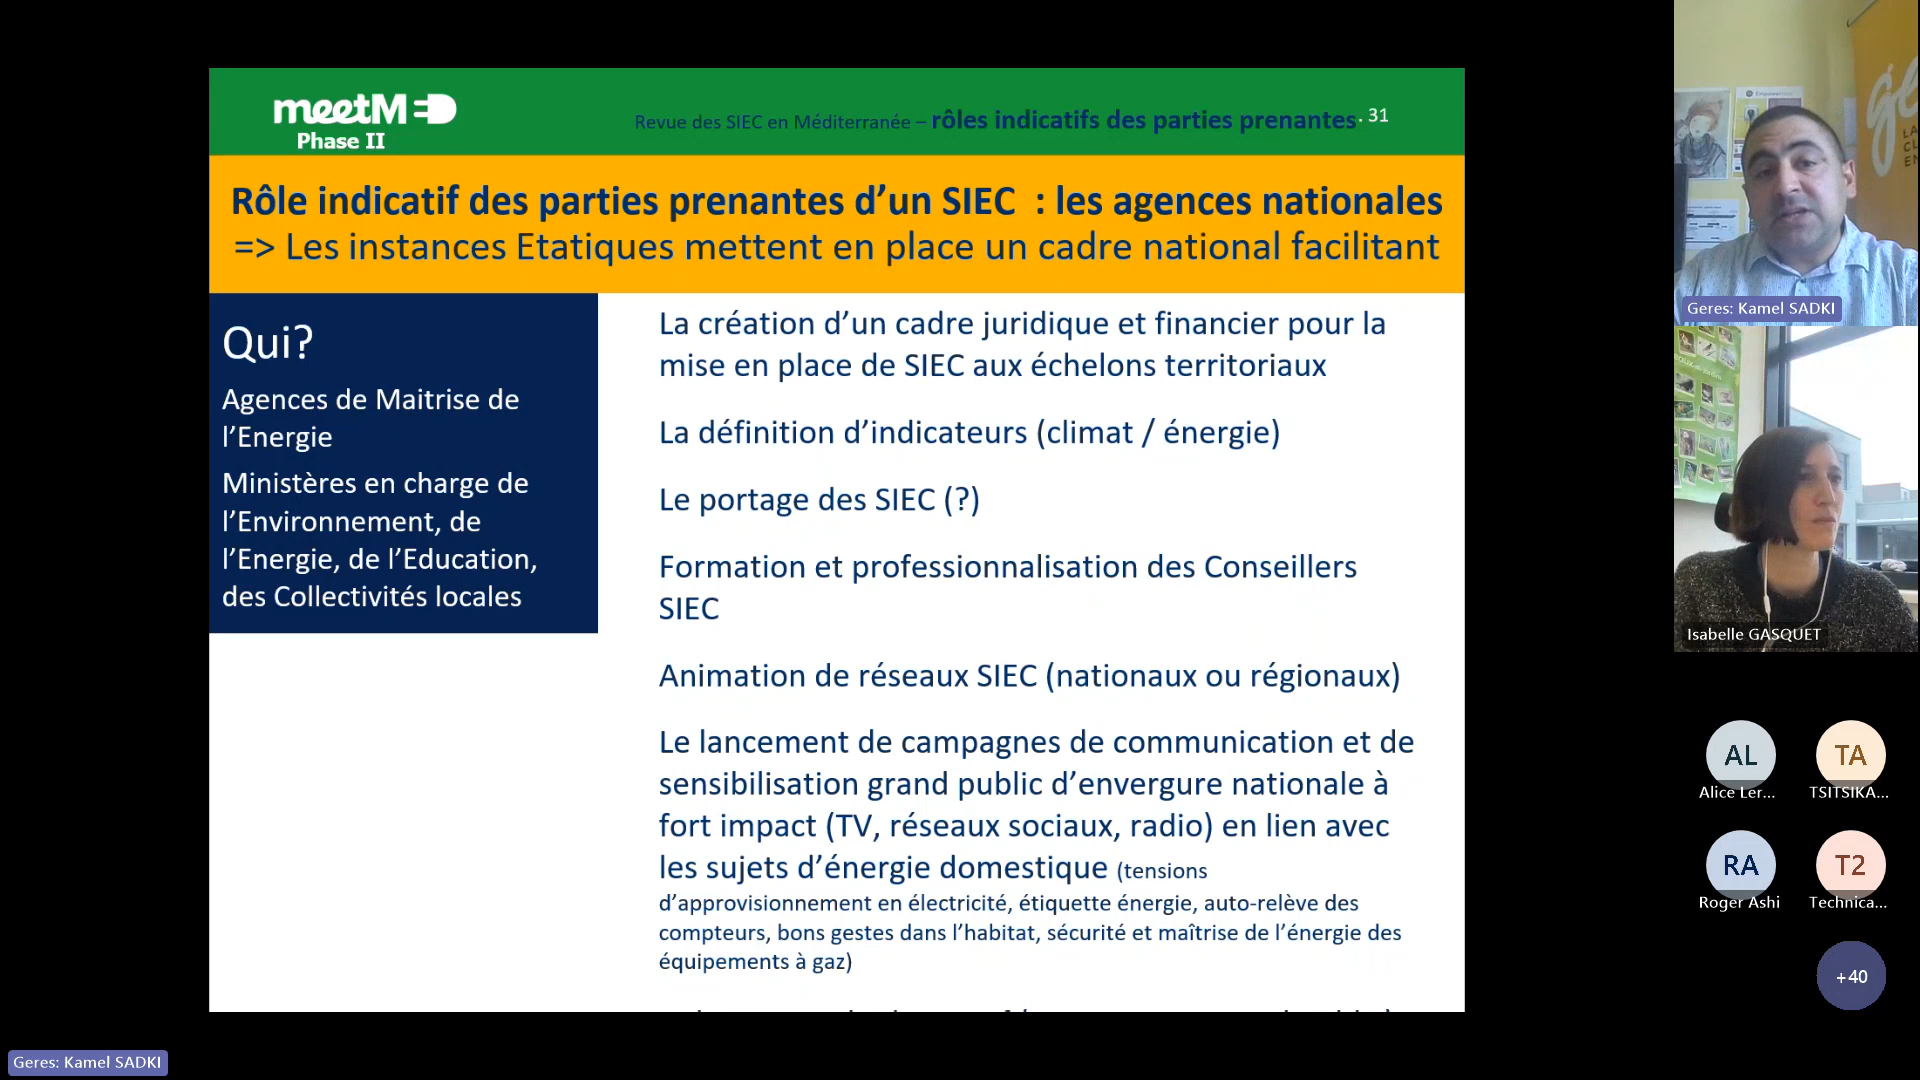 meetMED
Phase II
Revue des SIEC en Méditerranée – rôles indicatifs des parties prenantes. 31
Rôle indicatif des parties prenantes d’un SIEC : les agences nationales
=> Les instances Etatiques mettent en place un cadre national facilitant
Qui?
Agences de Maitrise de
l’Energie
Ministères en charge de
l’Environnement, de
l’Energie, de l’Education,
des Collectivités locales
La création d’un cadre juridique et financier pour la
mise en place de SIEC aux échelons territoriaux
La définition d’indicateurs (climat / énergie)
Le portage des SIEC (?)
Formation et professionnalisation des Conseillers
SIEC
Animation de réseaux SIEC (nationaux ou régionaux)
Le lancement de campagnes de communication et de
sensibilisation grand public d’envergure nationale à
fort impact (TV, réseaux sociaux, radio) en lien avec
les sujets d’énergie domestique (tensions
d’approvisionnement en électricité, étiquette énergie, auto-relève des
compteurs, bons gestes dans l’habitat, sécurité et maîtrise de l’énergie des
équipements à gaz)
Geres: Kamel SADKI
Isabelle GASQUET
AL
Alice Ler...
TA
TSITSIKA...
RA
Roger Ashi
T2
Technica...
+40
Geres: Kamel SADKI